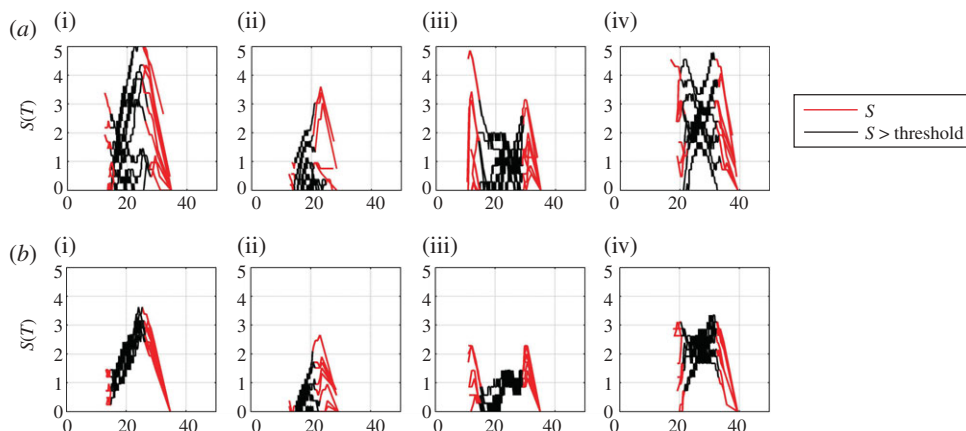 (a) (i) (ii) (iii) (iv)
5 5 5 5
4 4 4 4
3 3 3 3
2 2 2 2
1 1 1 1
0 0 0 0
S(T)
0 20 40 0 20 40 0 20 40 0 20 40
S
S > threshold
(b) (i) (ii) (iii) (iv)
5 5 5 5
4 4 4 4
3 3 3 3
2 2 2 2
1 1 1 1
0 0 0 0
S(T)
0 20 40 0 20 40 0 20 40 0 20 40